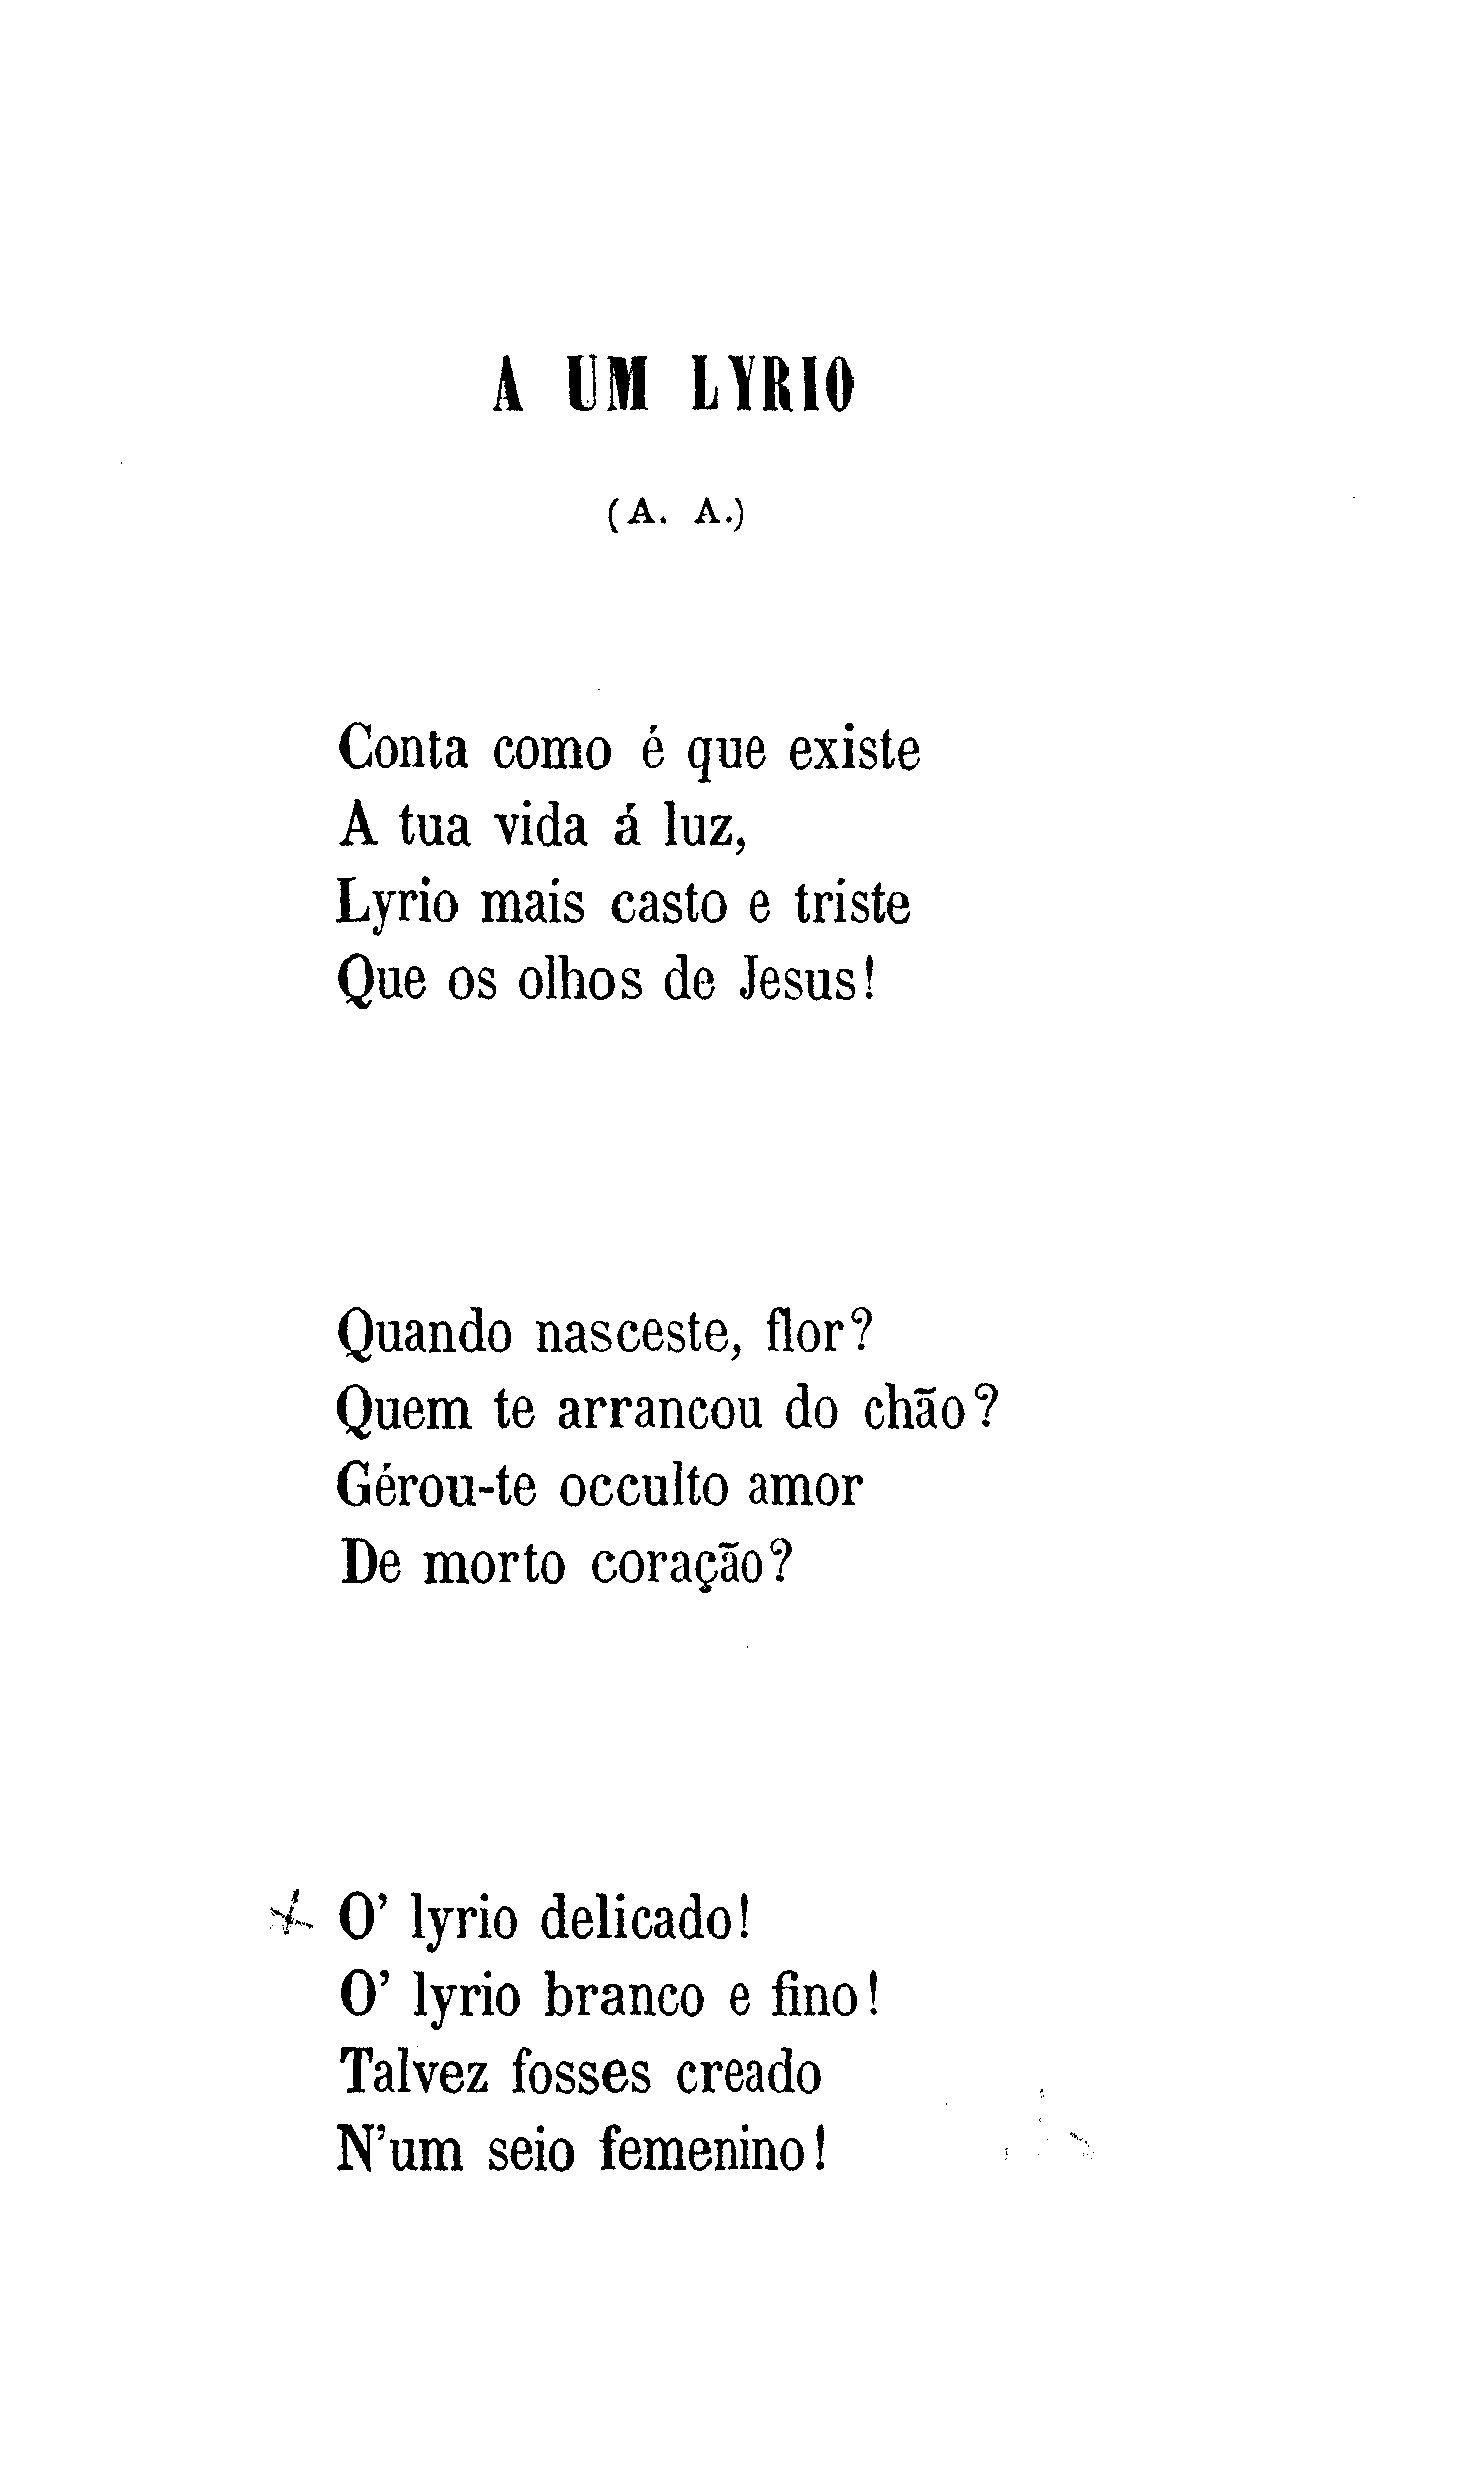 A UM LYRIO
(A. A.)
Conta como é que existe
A tua vida á luz,
Lyrio mais casto e triste
Que os olhos de Jesus!
Quando nasceste, flor?
Quem te arrancou do chão?
Gérou-te occulto amor
De morto coração?
O' lyrio delicado!
O' lyrio branco e fino!
Talvez fosses creado
N'um seio femenino!